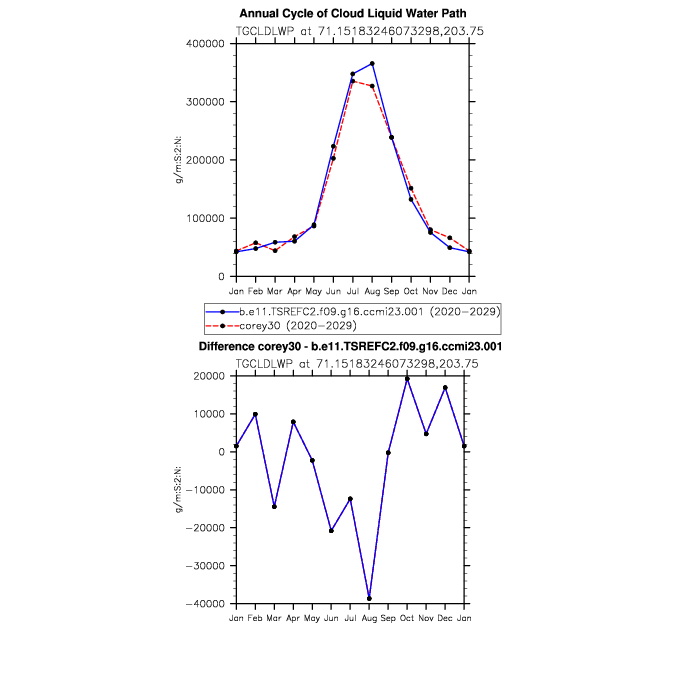 Annual Cycle of Cloud Liquid Water Path
TGCLDLWP at 71.15183246073298,203.75
400000
300000
200000
100000
0
g/m:S:2:N:
Jan Feb Mar Apr May Jun Jul Aug Sep Oct Nov Dec Jan
b.e11.TSREFC2.f09.g16.ccmi23.001 (2020-2029)
corey30 (2020-2029)
Difference corey30 - b.e11.TSREFC2.f09.g16.ccmi23.001
TGCLDLWP at 71.15183246073298,203.75
20000
10000
0
-10000
-20000
-30000
-40000
g/m:S:2:N:
Jan Feb Mar Apr May Jun Jul Aug Sep Oct Nov Dec Jan